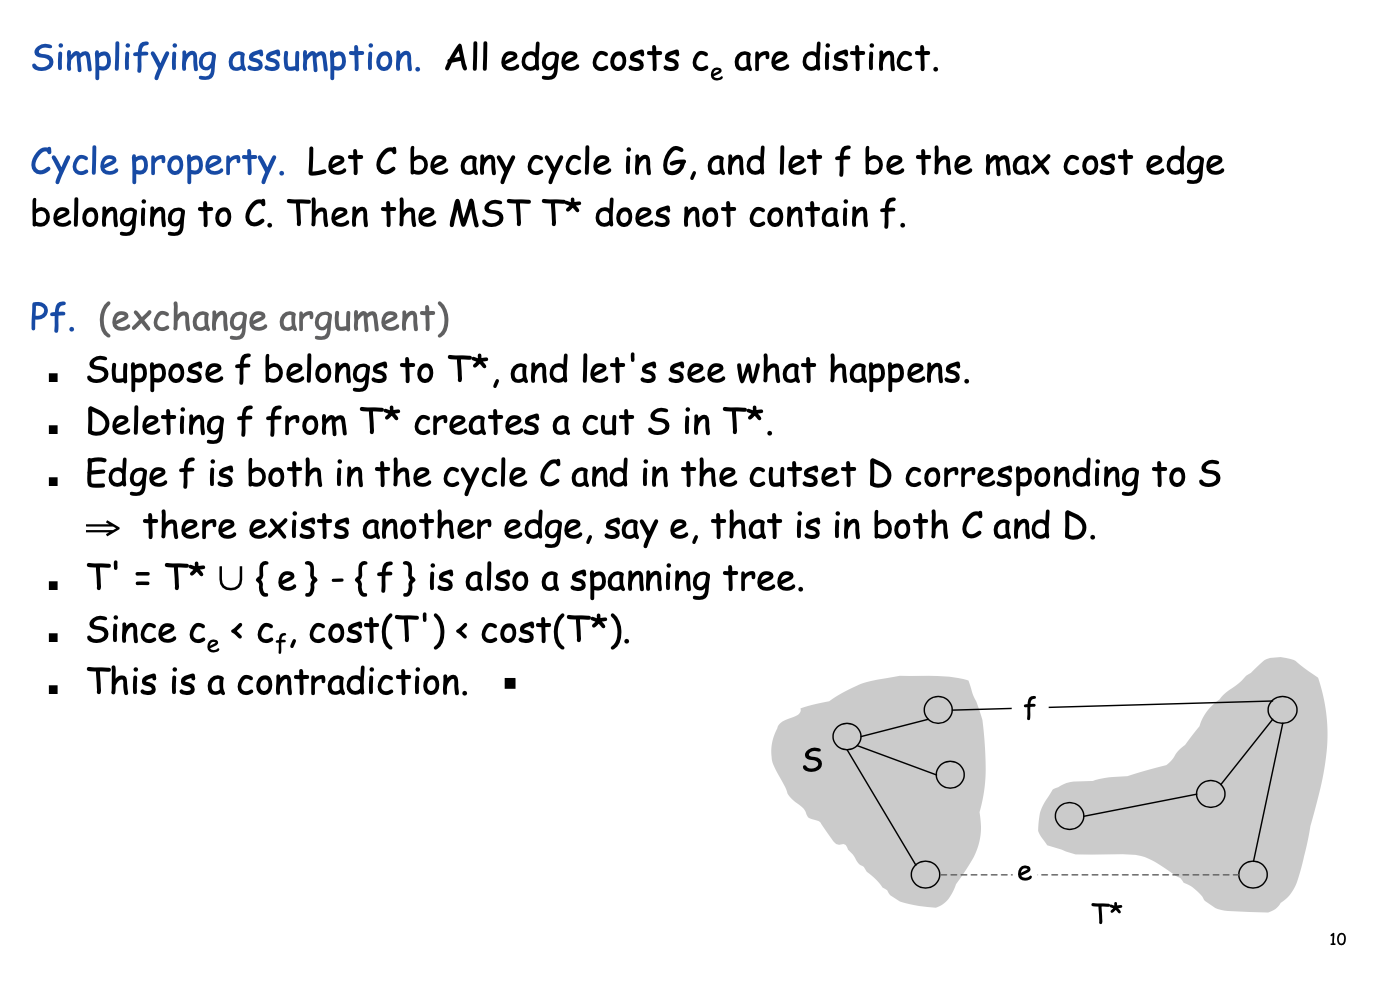 Simplifying assumption. All edge costs cₑ are distinct.
Cycle property. Let C be any cycle in G, and let f be the max cost edge
belonging to C. Then the MST T* does not contain f.
Pf. (exchange argument)
▪ Suppose f belongs to T*, and let's see what happens.
▪ Deleting f from T* creates a cut S in T*.
▪ Edge f is both in the cycle C and in the cutset D corresponding to S
⇒ there exists another edge, say e, that is in both C and D.
▪ T' = T* ∪ { e } - { f } is also a spanning tree.
▪ Since c_e < c_f, cost(T') < cost(T*).
▪ This is a contradiction. ▪
f
S
e
T*
10